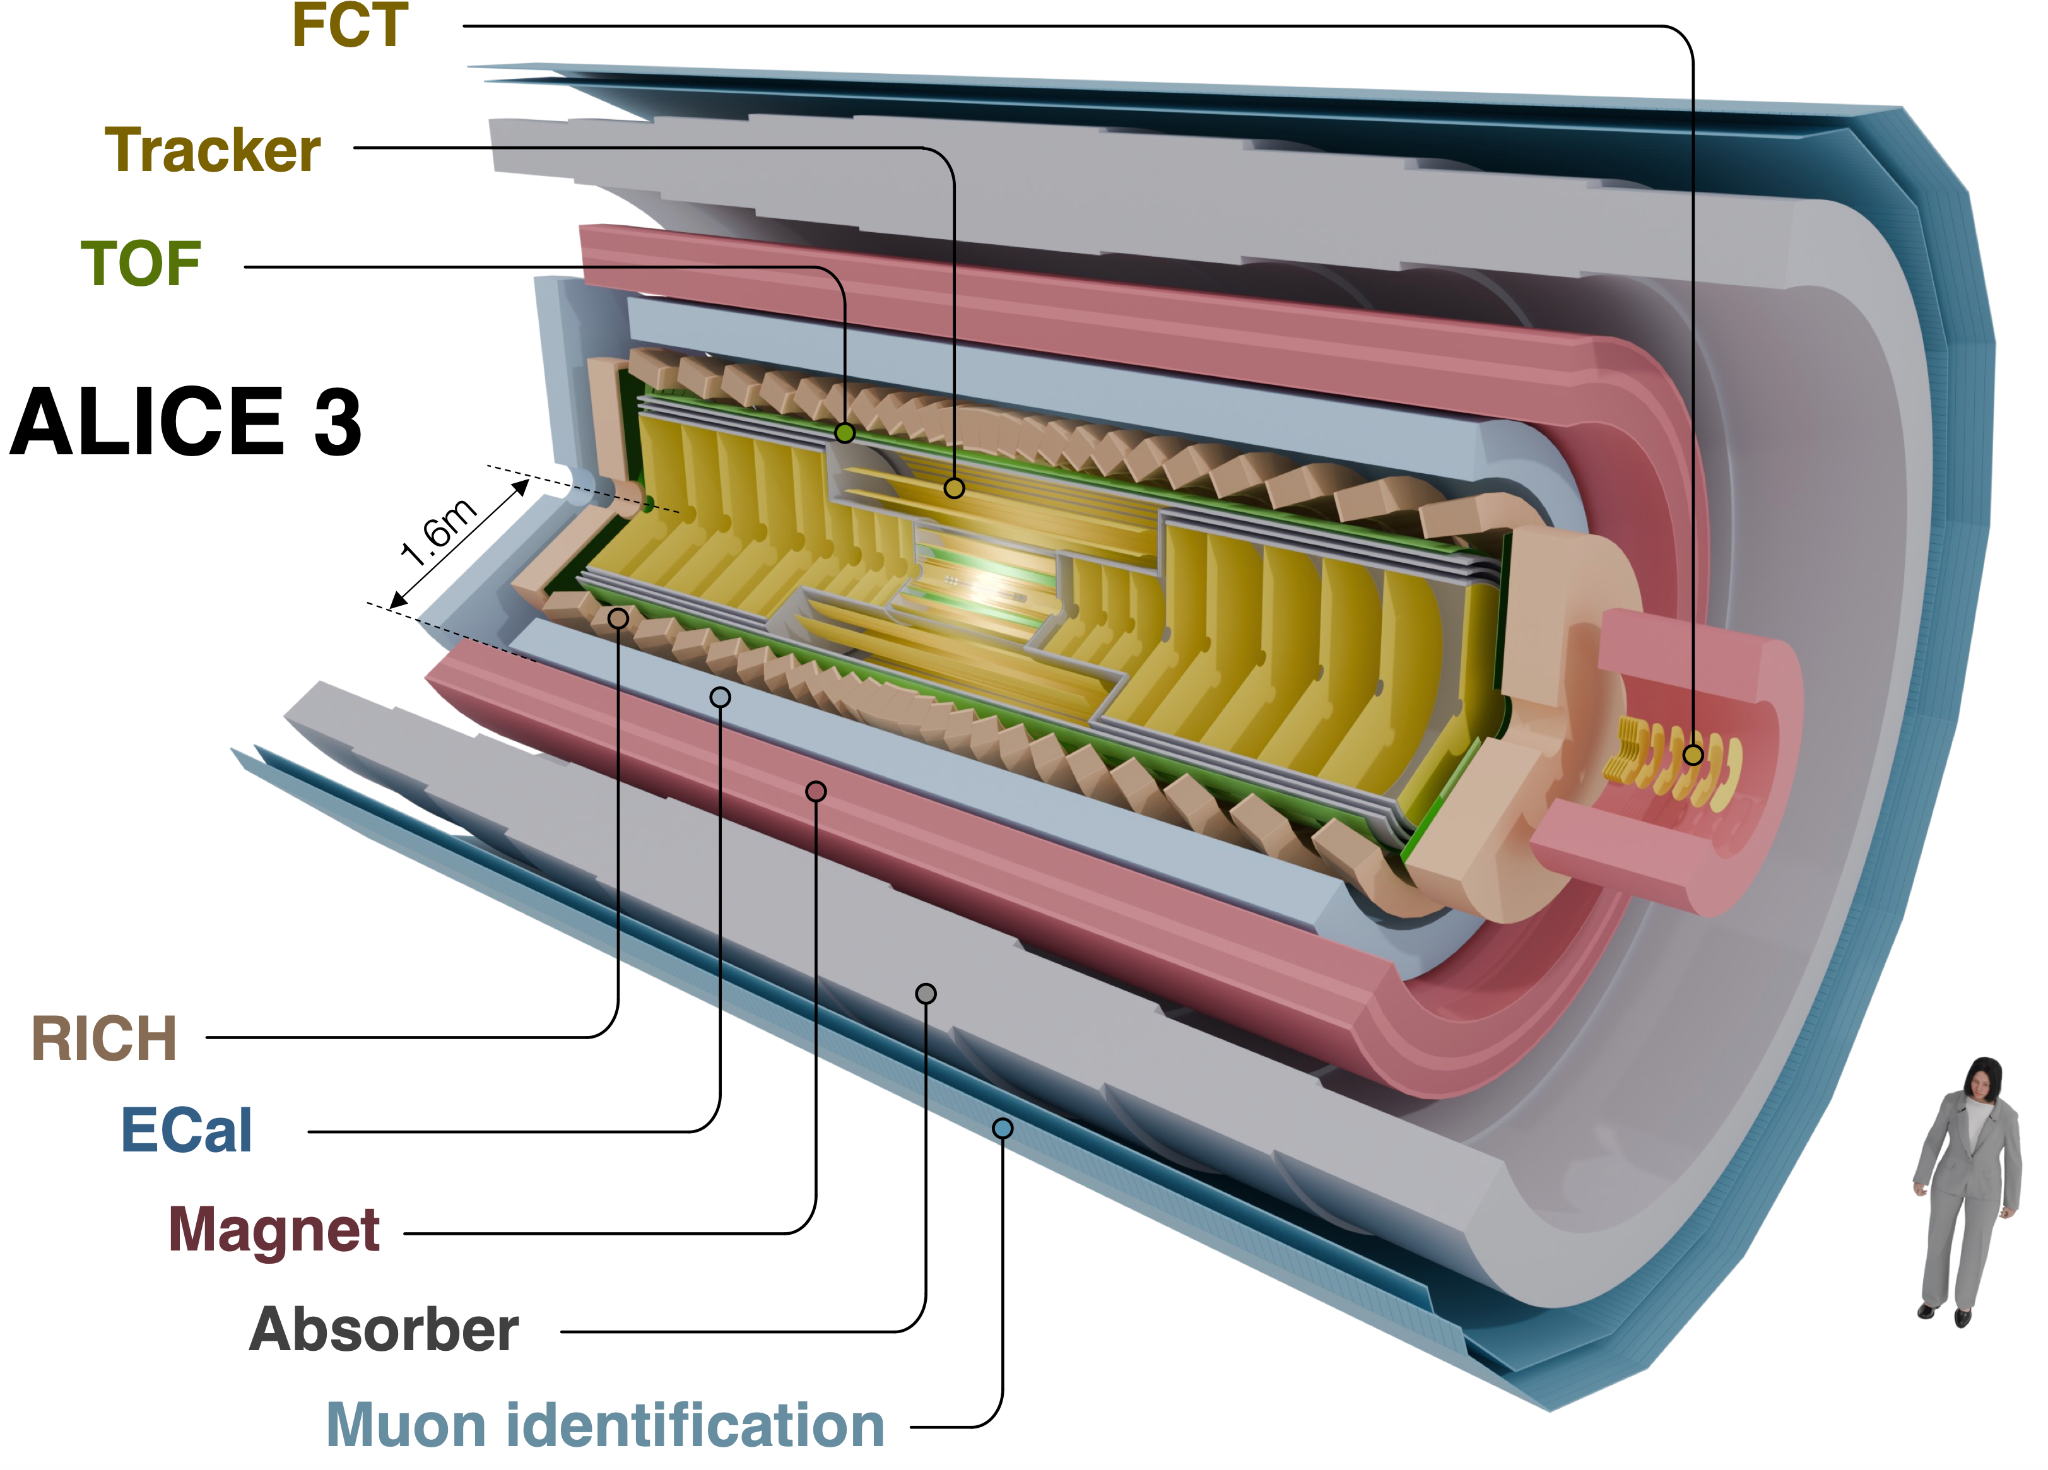 FCT
Tracker
TOF
ALICE 3
1.6m
RICH
ECal
Magnet
Absorber
Muon identification